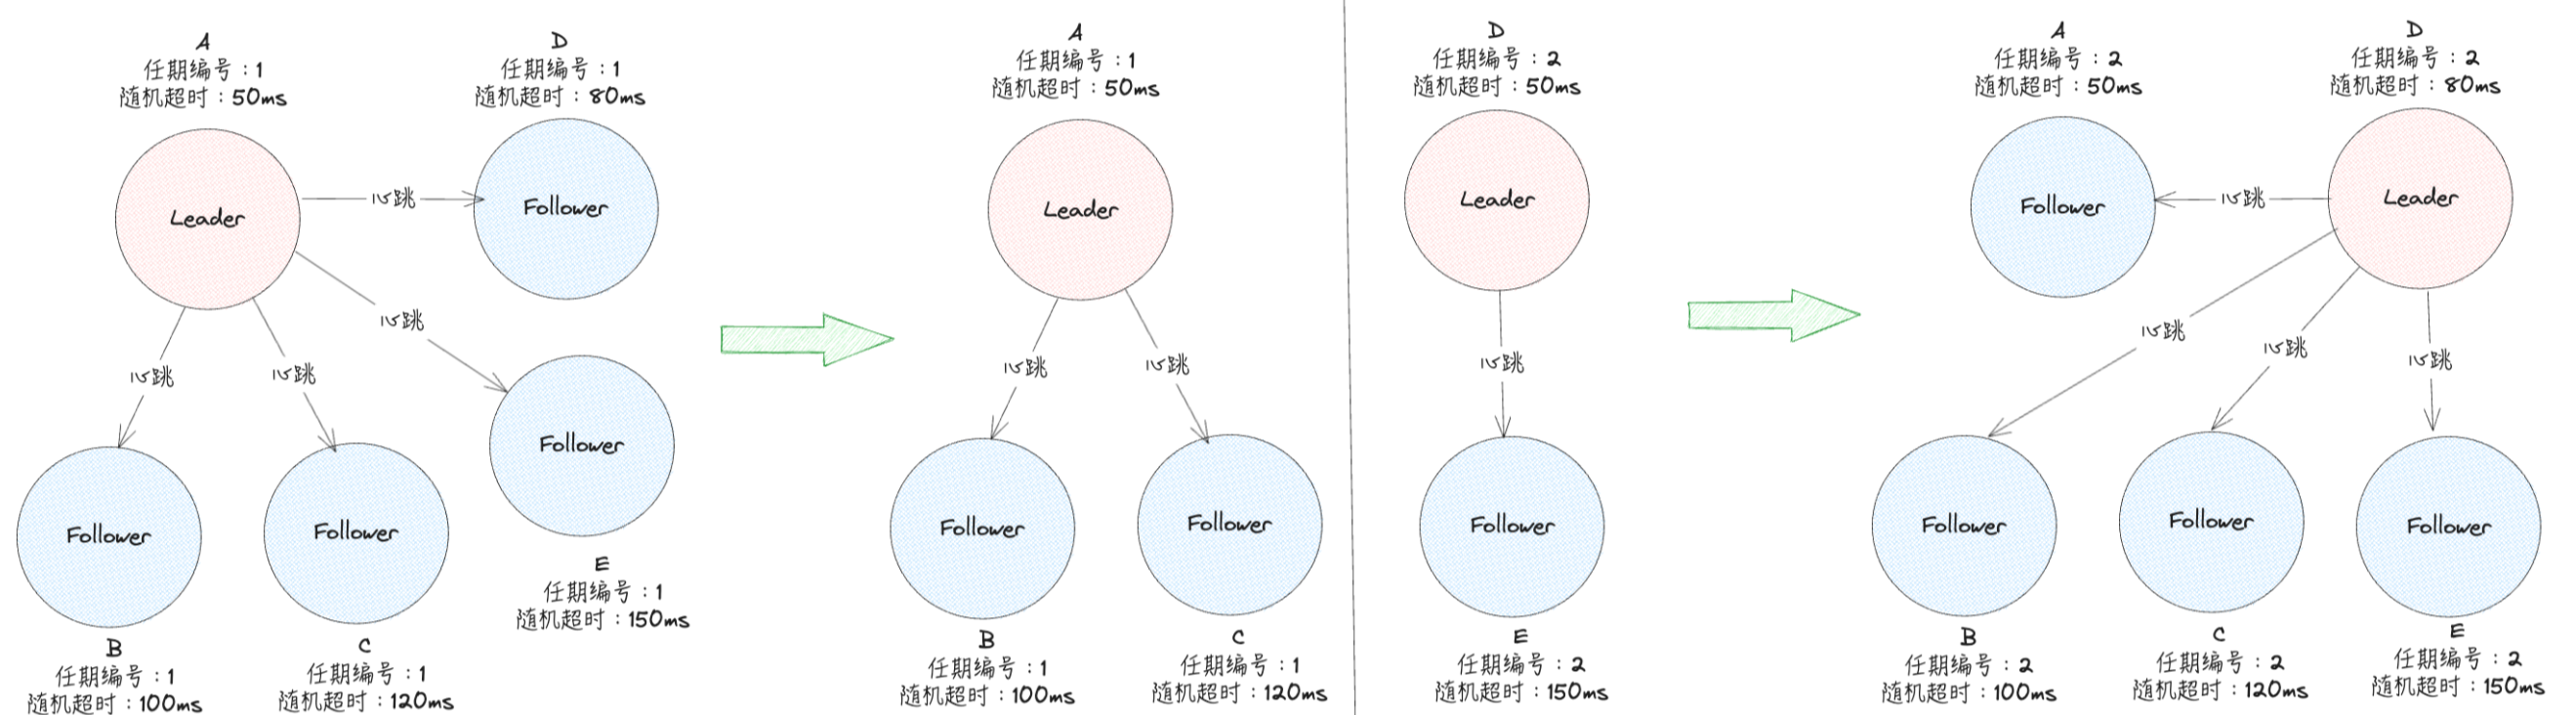 A
任期编号：1
随机超时：50ms
D
任期编号：1
随机超时：80ms
Leader
心跳
Follower
心跳
心跳
心跳
Follower
Follower
Follower
E
任期编号：1
随机超时：150ms
B
任期编号：1
随机超时：100ms
C
任期编号：1
随机超时：120ms
A
任期编号：1
随机超时：50ms
Leader
心跳
心跳
Follower
Follower
B
任期编号：1
随机超时：100ms
C
任期编号：1
随机超时：120ms
D
任期编号：2
随机超时：50ms
Leader
心跳
Follower
E
任期编号：2
随机超时：150ms
A
任期编号：2
随机超时：50ms
D
任期编号：2
随机超时：80ms
Follower
心跳
Leader
心跳
心跳
心跳
Follower
Follower
Follower
B
任期编号：2
随机超时：100ms
C
任期编号：2
随机超时：120ms
E
任期编号：2
随机超时：150ms